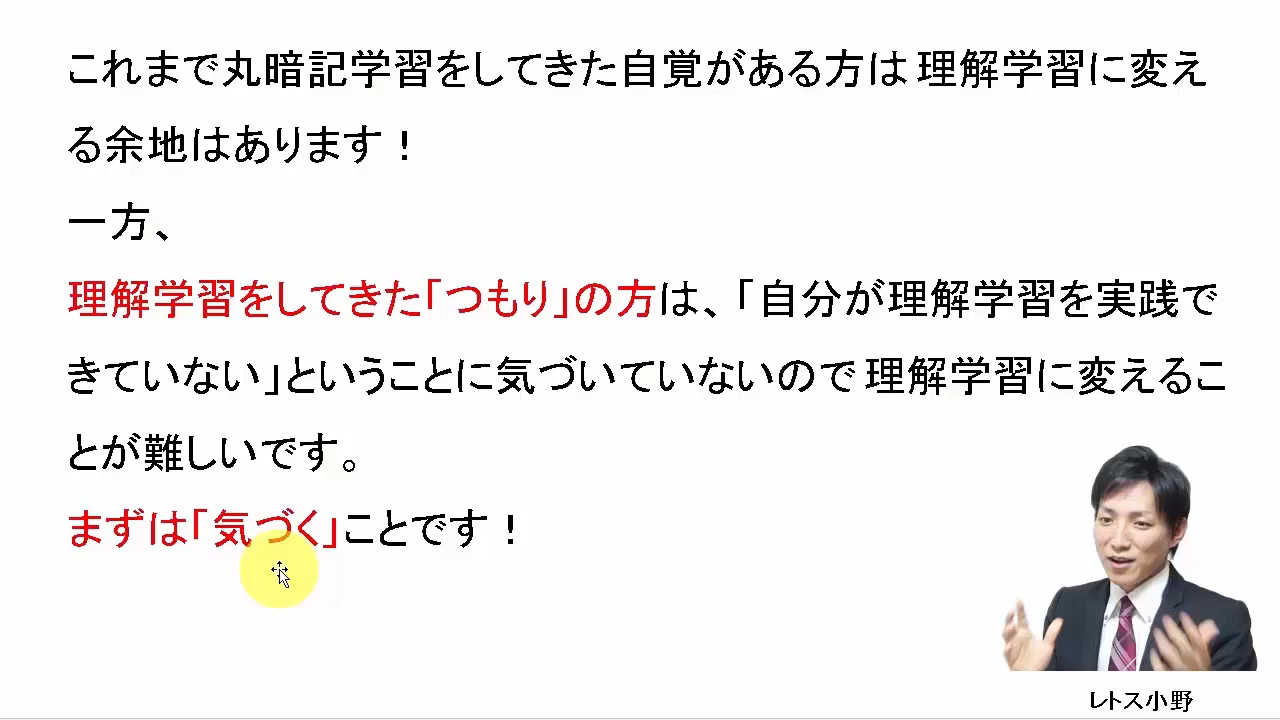 これまで丸暗記学習をしてきた自覚がある方は理解学習に変え
る余地はあります！
一方、
理解学習をしてきた「つもり」の方は、「自分が理解学習を実践で
きていない」ということに気づいていないので理解学習に変えるこ
とが難しいです。
まずは「気づく」ことです！
レトス小野